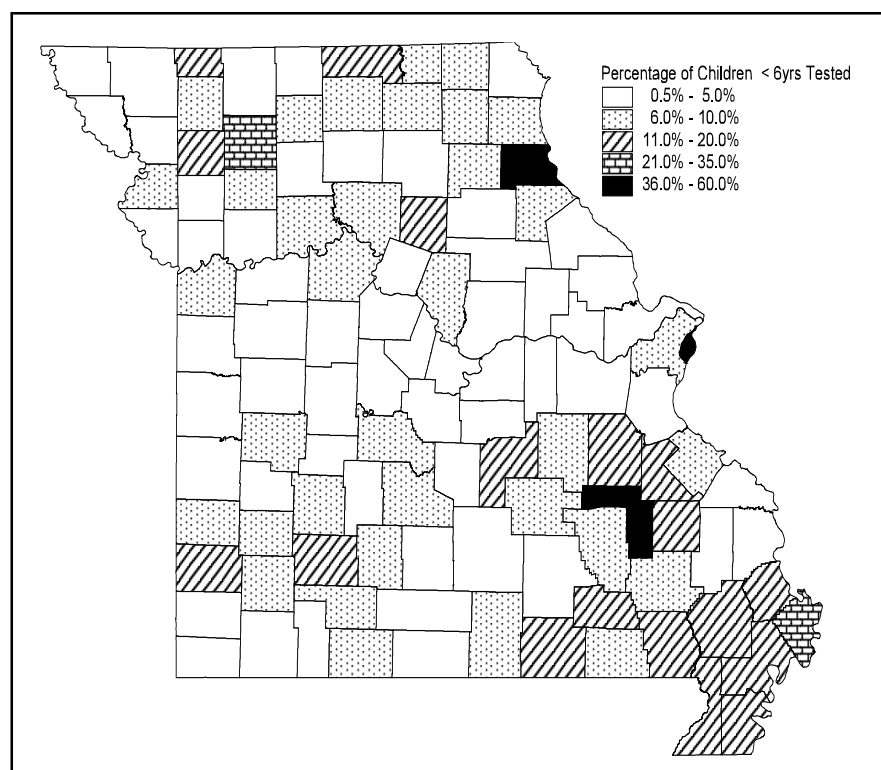 Percentage of Children < 6yrs Tested
0.5% - 5.0%
6.0% - 10.0%
11.0% - 20.0%
21.0% - 35.0%
36.0% - 60.0%